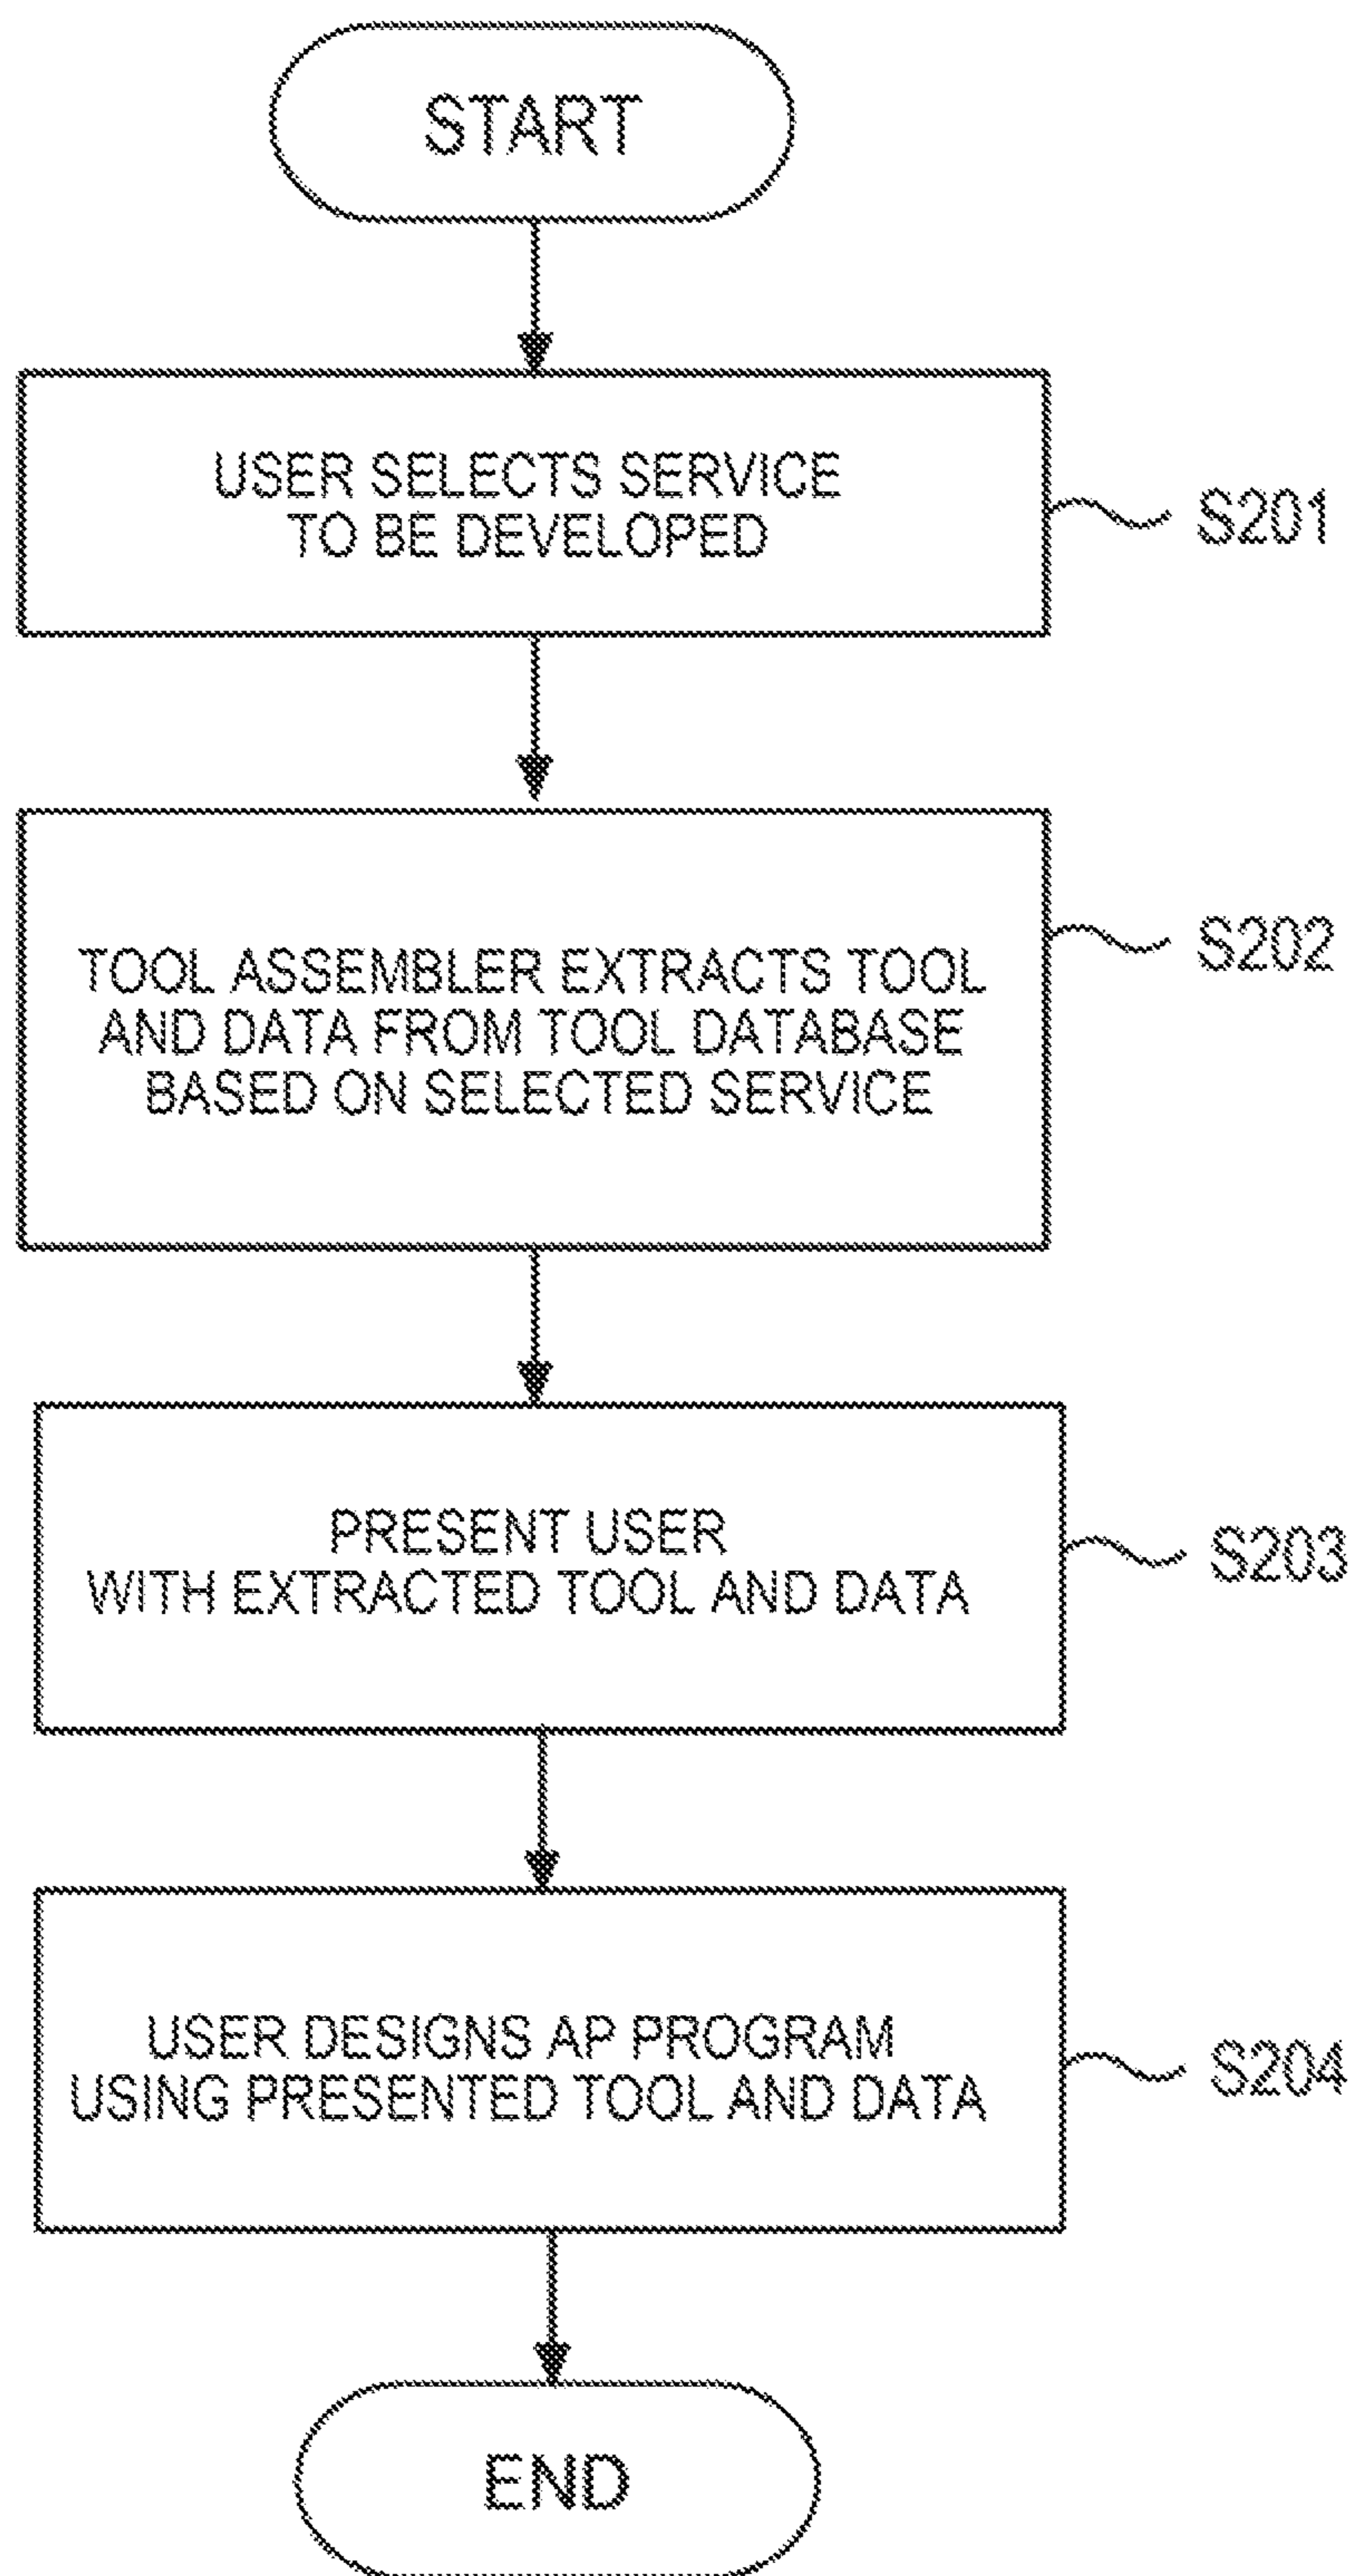 START
USER SELECTS SERVICE
TO BE DEVELOPED
S201
TOOL ASSEMBLER EXTRACTS TOOL
AND DATA FROM TOOL DATABASE
BASED ON SELECTED SERVICE
S202
PRESENT USER
WITH EXTRACTED TOOL AND DATA
S203
USER DESIGNS AP PROGRAM
USING PRESENTED TOOL AND DATA
S204
END